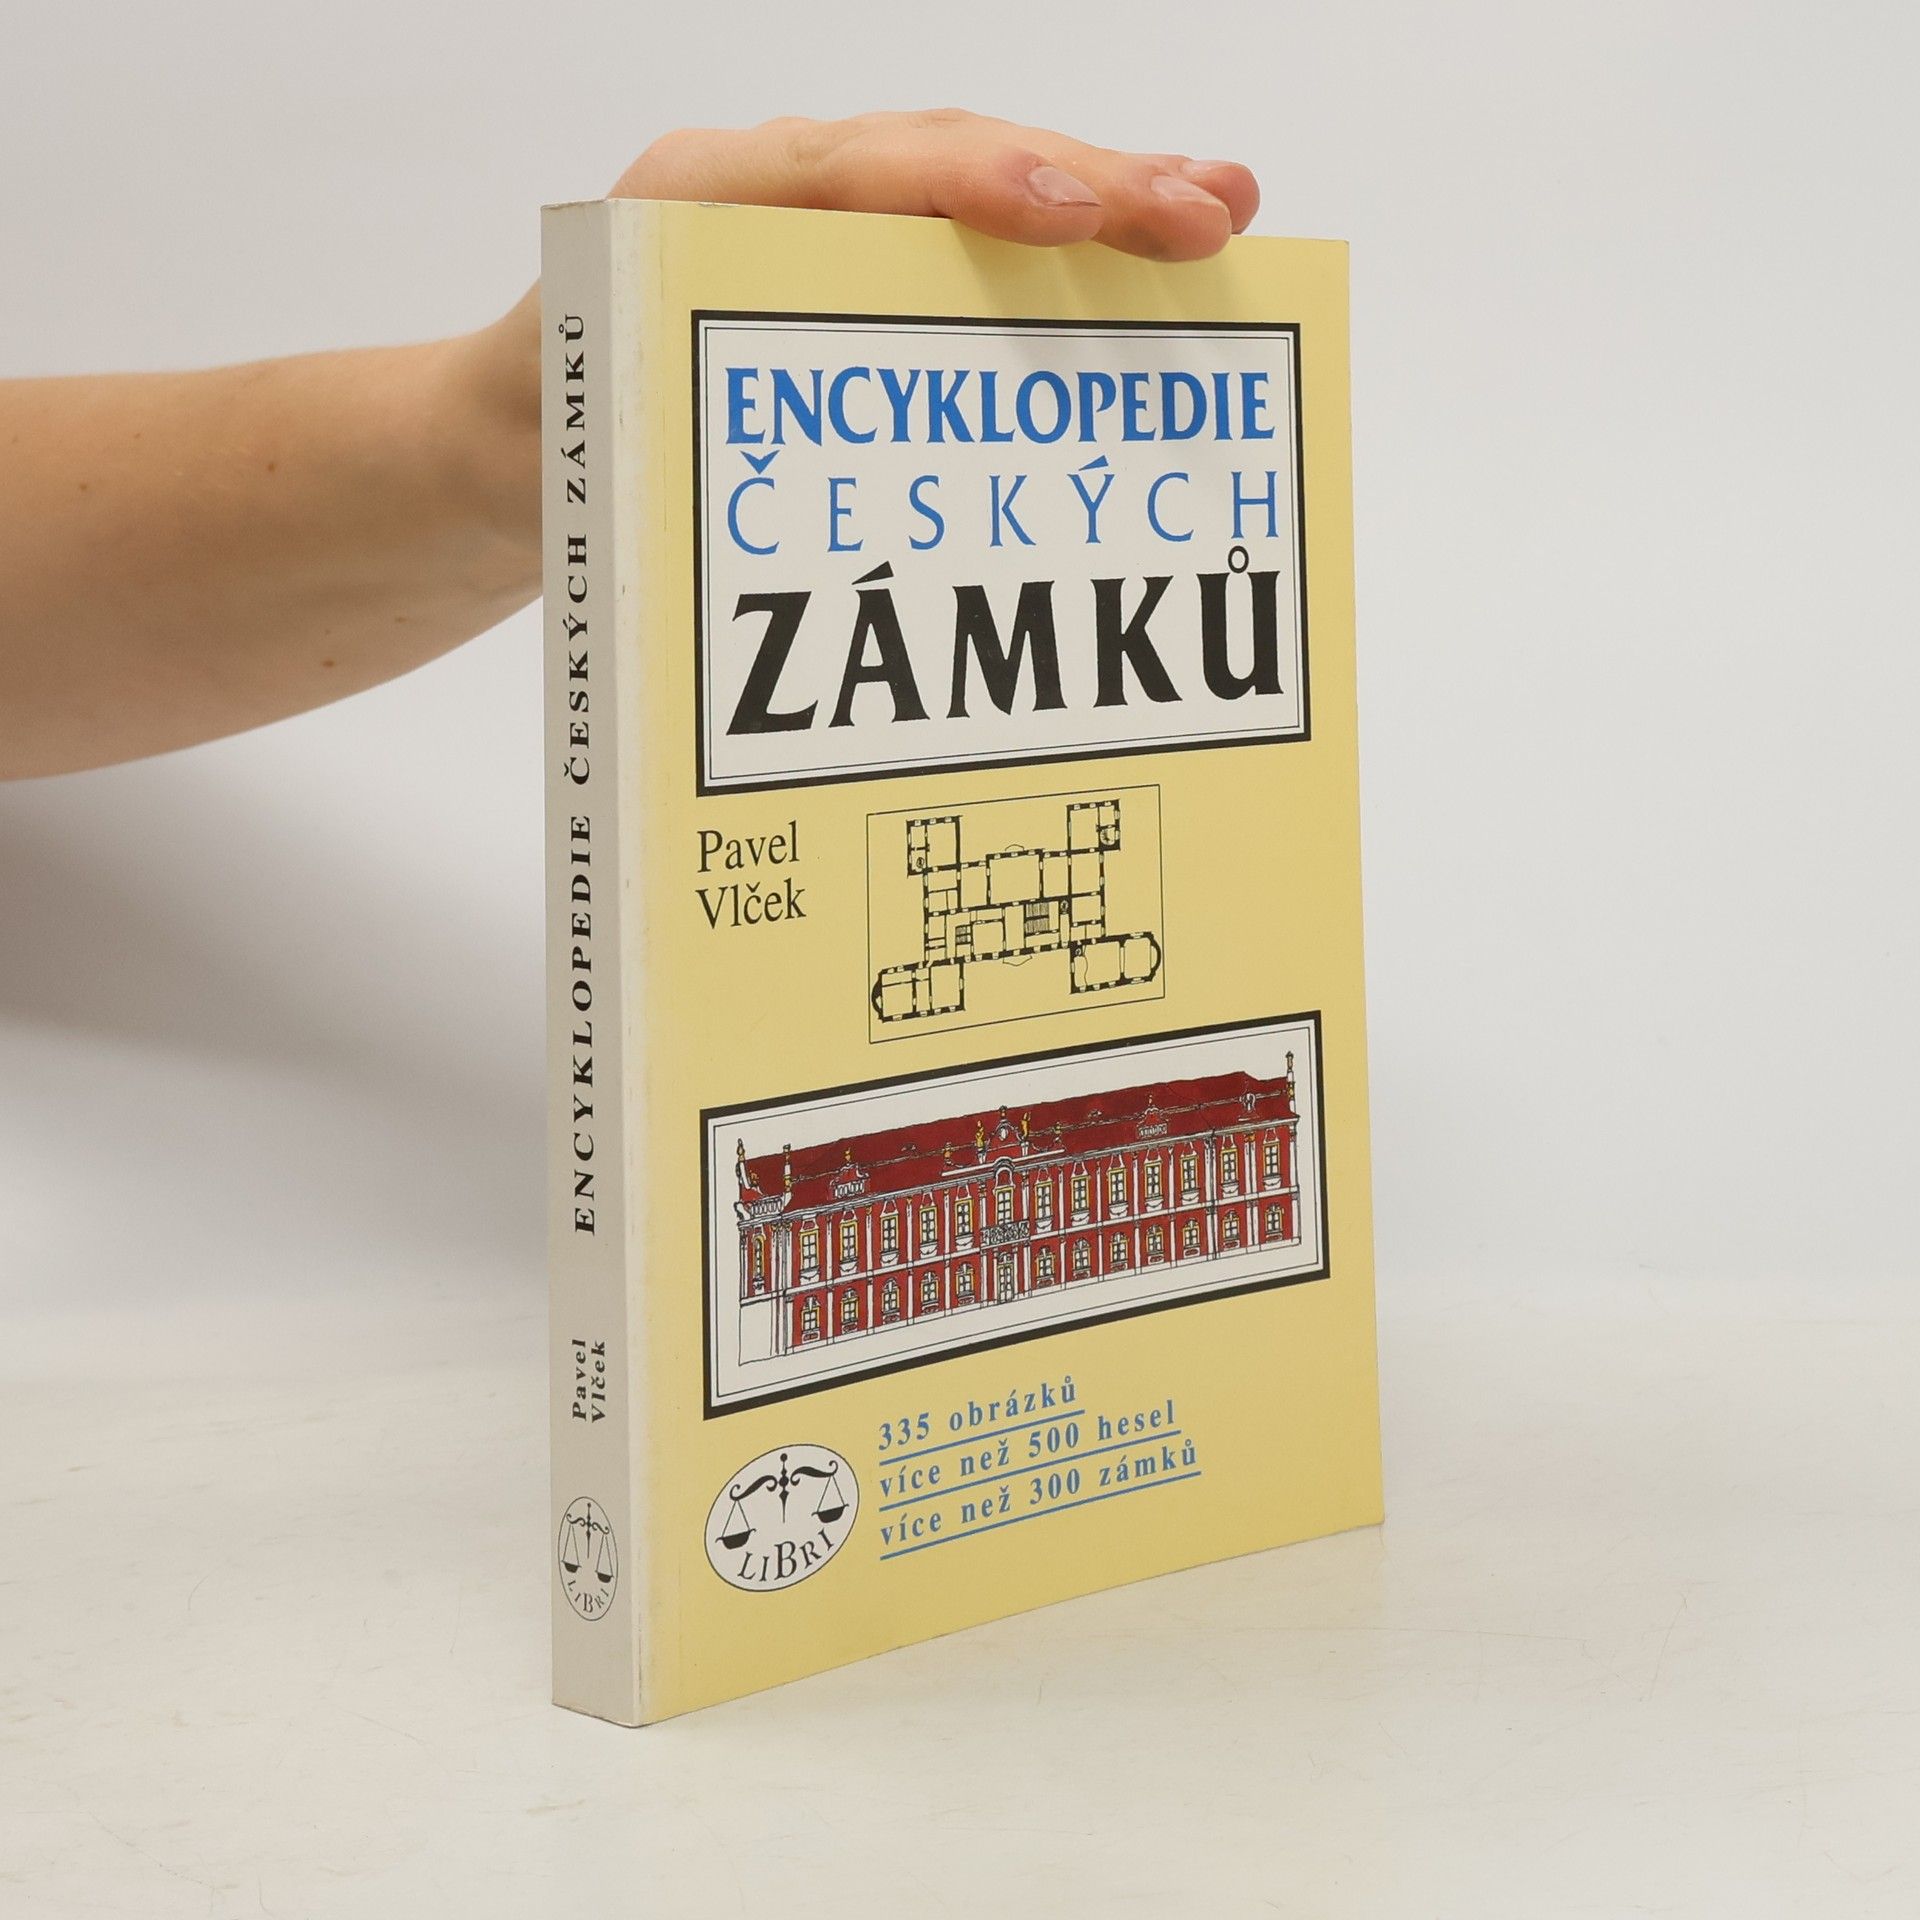 ENCYKLOPEDIE
ČESKÝCH
ZÁMKŮ
Pavel
Vlček
335 obrázků
více než 500 hesel
více než 300 zámků
LIBRI
ENCYKLOPEDIE ČESKÝCH ZÁMKŮ
Pavel
Vlček
LIBRI